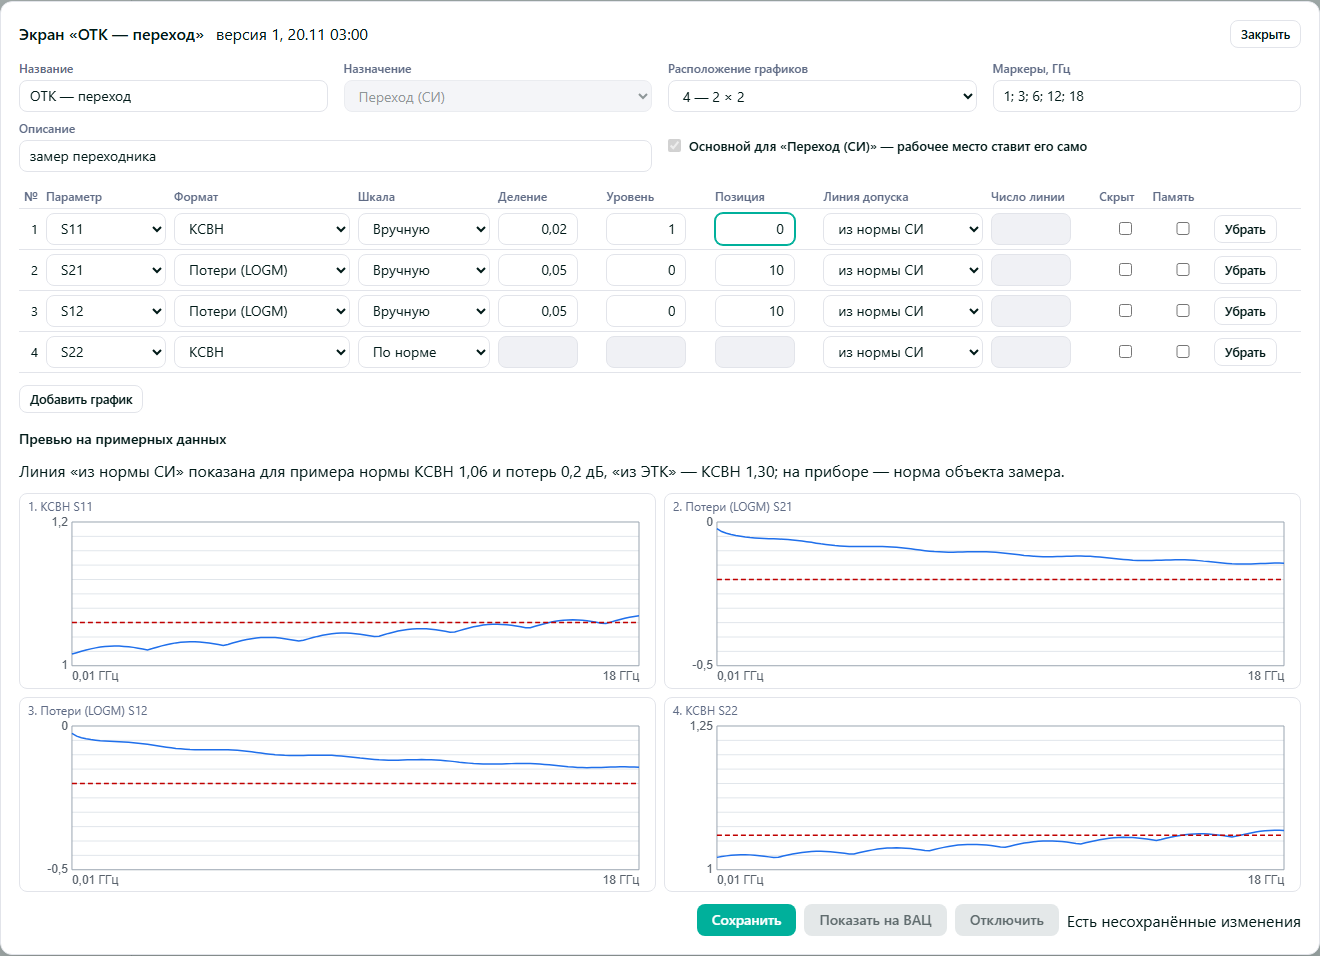 Экран «ОТК — переход» версия 1, 20.11 03:00 Закрыть
Название Назначение Расположение графиков Маркеры, ГГц
ОТК — переход Переход (СИ) 4 — 2 × 2 1; 3; 6; 12; 18
Описание
замер переходника Основной для «Переход (СИ)» — рабочее место ставит его само
№ Параметр Формат Шкала Деление Уровень Позиция Линия допуска Число линии Скрыт Память
1 S11 КСВН Вручную 0,02 1 0 из нормы СИ Убрать
2 S21 Потери (LOGM) Вручную 0,05 0 10 из нормы СИ Убрать
3 S12 Потери (LOGM) Вручную 0,05 0 10 из нормы СИ Убрать
4 S22 КСВН По норме из нормы СИ Убрать
Добавить график
Превью на примерных данных
Линия «из нормы СИ» показана для примера нормы КСВН 1,06 и потерь 0,2 дБ, «из ЭТК» — КСВН 1,30; на приборе — норма объекта замера.
1. КСВН S11
1,2
1
0,01 ГГц 18 ГГц
2. Потери (LOGM) S21
0
-0,5
0,01 ГГц 18 ГГц
3. Потери (LOGM) S12
0
-0,5
0,01 ГГц 18 ГГц
4. КСВН S22
1,25
1
0,01 ГГц 18 ГГц
Сохранить Показать на ВАЦ Отключить Есть несохранённые изменения